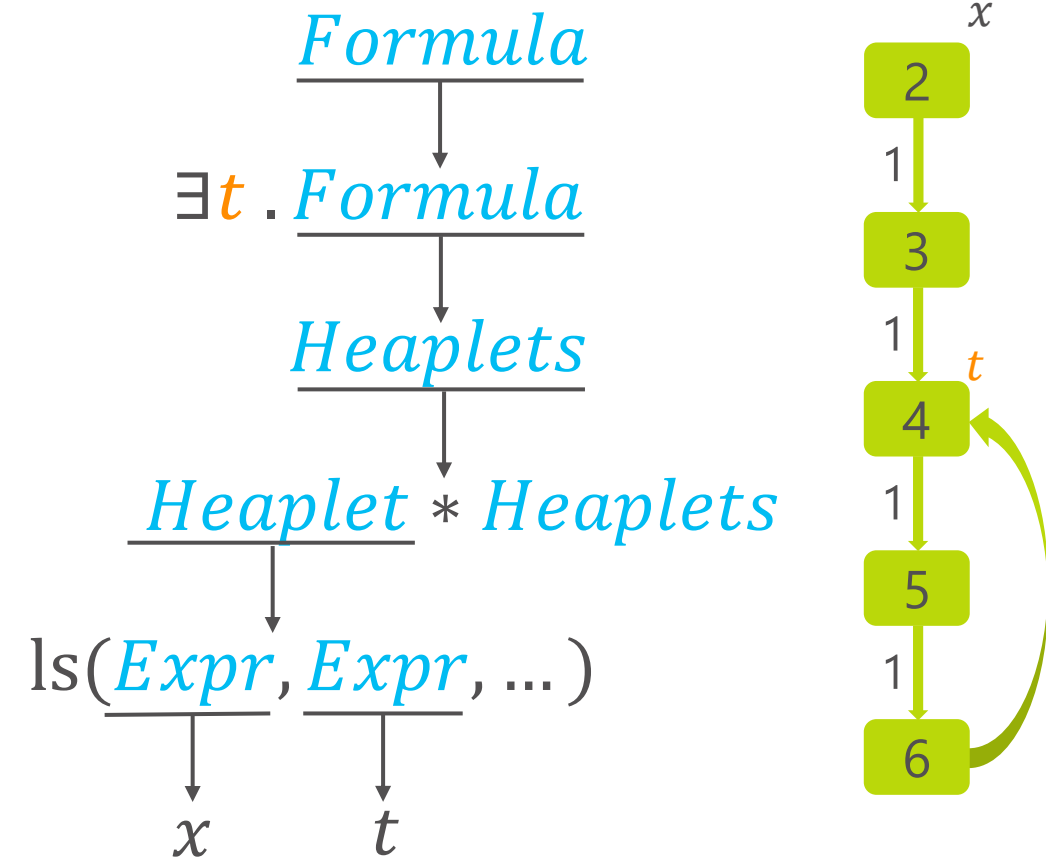 Formula
∃t . Formula
Heaplets
Heaplet * Heaplets
ls(Expr, Expr, … )
x t
x
2
1
3
1
t
4
1
5
1
6